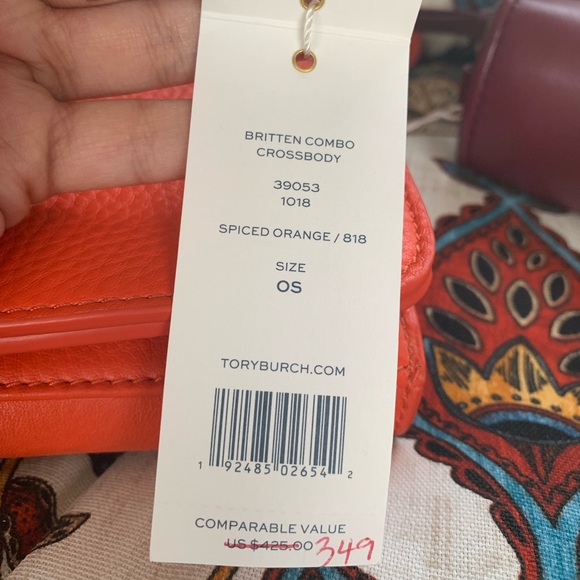 BRITTEN COMBO
CROSSBODY
39053
1018
SPICED ORANGE / 818
SIZE
OS
TORYBURCH.COM
1 92485 02654 2
COMPARABLE VALUE
US $425.00 349